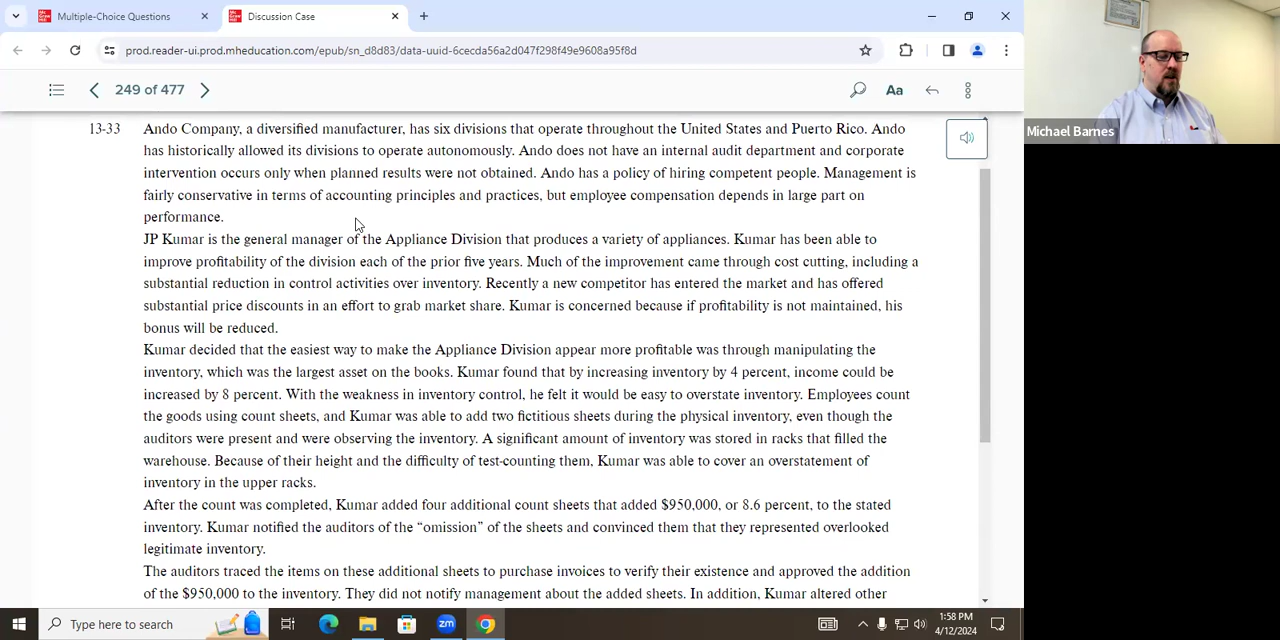 Multiple-Choice Questions
Discussion Case
prod.reader-ui.prod.mheducation.com/epub/sn_d8d83/data-uuid-6cecda56a2d047f298f49e9608a95f8d
249 of 477
Aa
13-33 Ando Company, a diversified manufacturer, has six divisions that operate throughout the United States and Puerto Rico. Ando
has historically allowed its divisions to operate autonomously. Ando does not have an internal audit department and corporate
intervention occurs only when planned results were not obtained. Ando has a policy of hiring competent people. Management is
fairly conservative in terms of accounting principles and practices, but employee compensation depends in large part on
performance.
JP Kumar is the general manager of the Appliance Division that produces a variety of appliances. Kumar has been able to
improve profitability of the division each of the prior five years. Much of the improvement came through cost cutting, including a
substantial reduction in control activities over inventory. Recently a new competitor has entered the market and has offered
substantial price discounts in an effort to grab market share. Kumar is concerned because if profitability is not maintained, his
bonus will be reduced.
Kumar decided that the easiest way to make the Appliance Division appear more profitable was through manipulating the
inventory, which was the largest asset on the books. Kumar found that by increasing inventory by 4 percent, income could be
increased by 8 percent. With the weakness in inventory control, he felt it would be easy to overstate inventory. Employees count
the goods using count sheets, and Kumar was able to add two fictitious sheets during the physical inventory, even though the
auditors were present and were observing the inventory. A significant amount of inventory was stored in racks that filled the
warehouse. Because of their height and the difficulty of test-counting them, Kumar was able to cover an overstatement of
inventory in the upper racks.
After the count was completed, Kumar added four additional count sheets that added $950,000, or 8.6 percent, to the stated
inventory. Kumar notified the auditors of the “omission” of the sheets and convinced them that they represented overlooked
legitimate inventory.
The auditors traced the items on these additional sheets to purchase invoices to verify their existence and approved the addition
of the $950,000 to the inventory. They did not notify management about the added sheets. In addition, Kumar altered other
Michael Barnes
Type here to search
zm
1:58 PM
4/12/2024